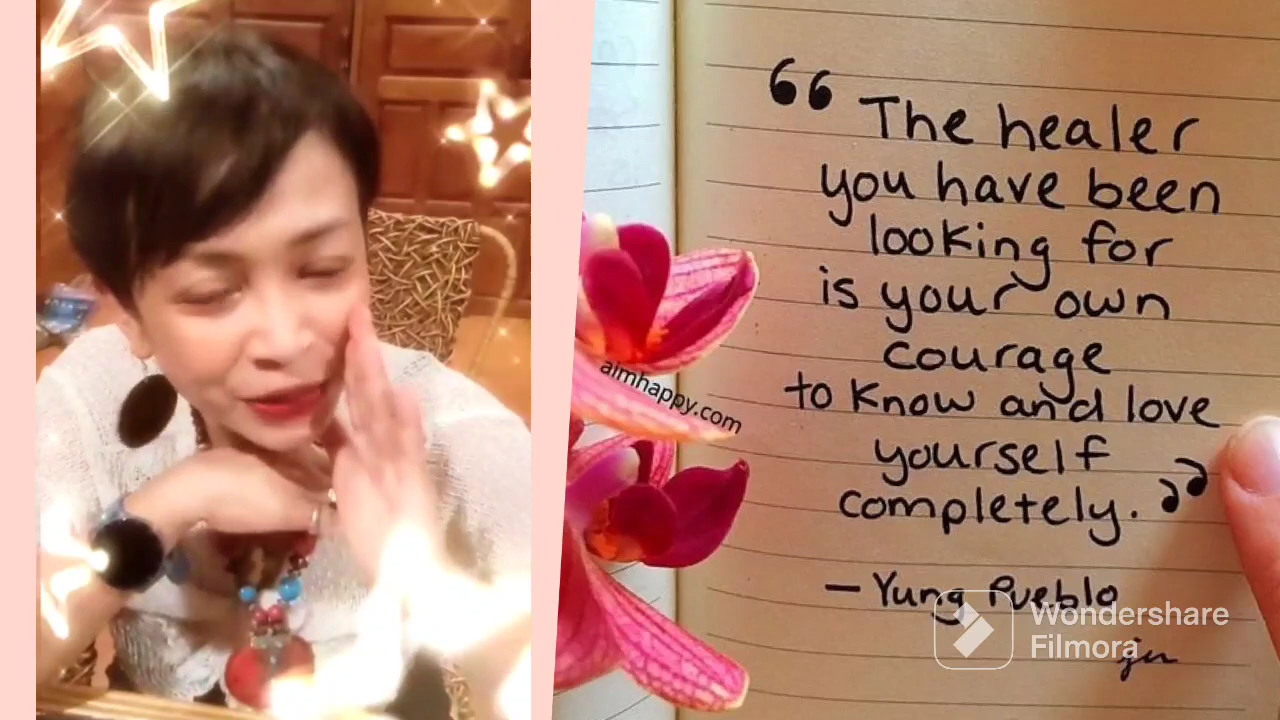 “ The healer
you have been
looking for
is your own
courage
to know and love
yourself
completely. ”
— Yung Pueblo
aimhappy.com
Wondershare
Filmora